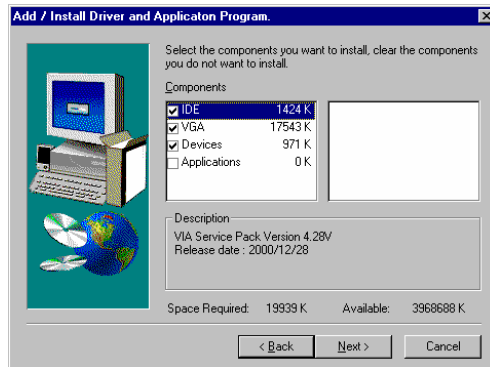 Add / Install Driver and Applicaton Program.
Select the components you want to install, clear the components
you do not want to install.
Components
IDE 1424 K
VGA 17543 K
Devices 971 K
Applications 0 K
Description
VIA Service Pack Version 4.28V
Release date : 2000/12/28
Space Required: 19939 K Available: 3968688 K
< Back Next > Cancel